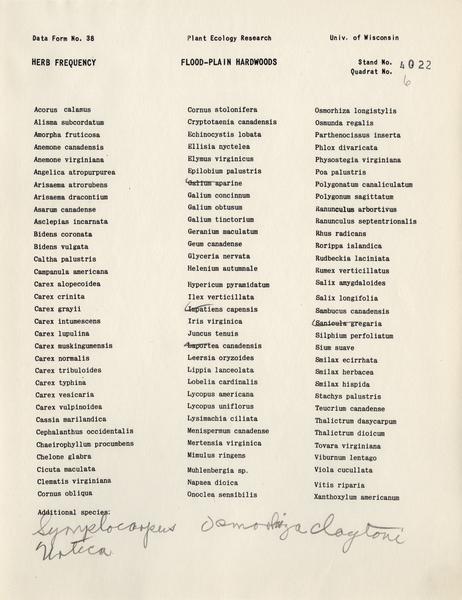 Data Form No. 38
Plant Ecology Research
Univ. of Wisconsin
HERB FREQUENCY
FLOOD-PLAIN HARDWOODS
Stand No. 4022
Quadrat No. 6
Acorus calamus
Alisma subcordatum
Amorpha fruticosa
Anemone canadensis
Anemone virginiana
Angelica atropurpurea
Arisaema atrorubens
Arisaema dracontium
Asarum canadense
Asclepias incarnata
Bidens coronata
Bidens vulgata
Caltha palustris
Campanula americana
Carex alopecoidea
Carex crinita
Carex grayii
Carex intumescens
Carex lupulina
Carex muskingumensis
Carex normalis
Carex tribuloides
Carex typhina
Carex vesicaria
Carex vulpinoidea
Cassia marilandica
Cephalanthus occidentalis
Chaeirophyllum procumbens
Chelone glabra
Cicuta maculata
Clematis virginiana
Cornus obliqua
Cornus stolonifera
Cryptotaenia canadensis
Echinocystis lobata
Ellisia nyctelea
Elymus virginicus
Epilobium palustris
Galium aparine
Galium concinnum
Galium obtusum
Galium tinctorium
Geranium maculatum
Geum canadense
Glyceria nervata
Helenium autumnale
Hypericum pyramidatum
Ilex verticillata
Impatiens capensis
Iris virginica
Juncus tenuis
Laportea canadensis
Leersia oryzoides
Lippia lanceolata
Lobelia cardinalis
Lycopus americana
Lycopus uniflorus
Lysimachia ciliata
Menispermum canadense
Mertensia virginica
Mimulus ringens
Muhlenbergia sp.
Napaea dioica
Onoclea sensibilis
Osmorhiza longistylis
Osmunda regalis
Parthenocissus inserta
Phlox divaricata
Physostegia virginiana
Poa palustris
Polygonatum canaliculatum
Polygonum sagittatum
Ranunculus arbortivus
Ranunculus septentrionalis
Rhus radicans
Rorippa islandica
Rudbeckia laciniata
Rumex verticillatus
Salix amygdaloides
Salix longifolia
Sambucus canadensis
Sanicula gregaria
Silphium perfoliatum
Sium suave
Smilax ecirrhata
Smilax herbacea
Smilax hispida
Stachys palustris
Teucrium canadense
Thalictrum dasycarpum
Thalictrum dioicum
Tovara virginiana
Viburnum lentago
Viola cucullata
Vitis riparia
Xanthoxylum americanum
Additional species:
Symplocarpus Osmorhiza claytoni
Urtica